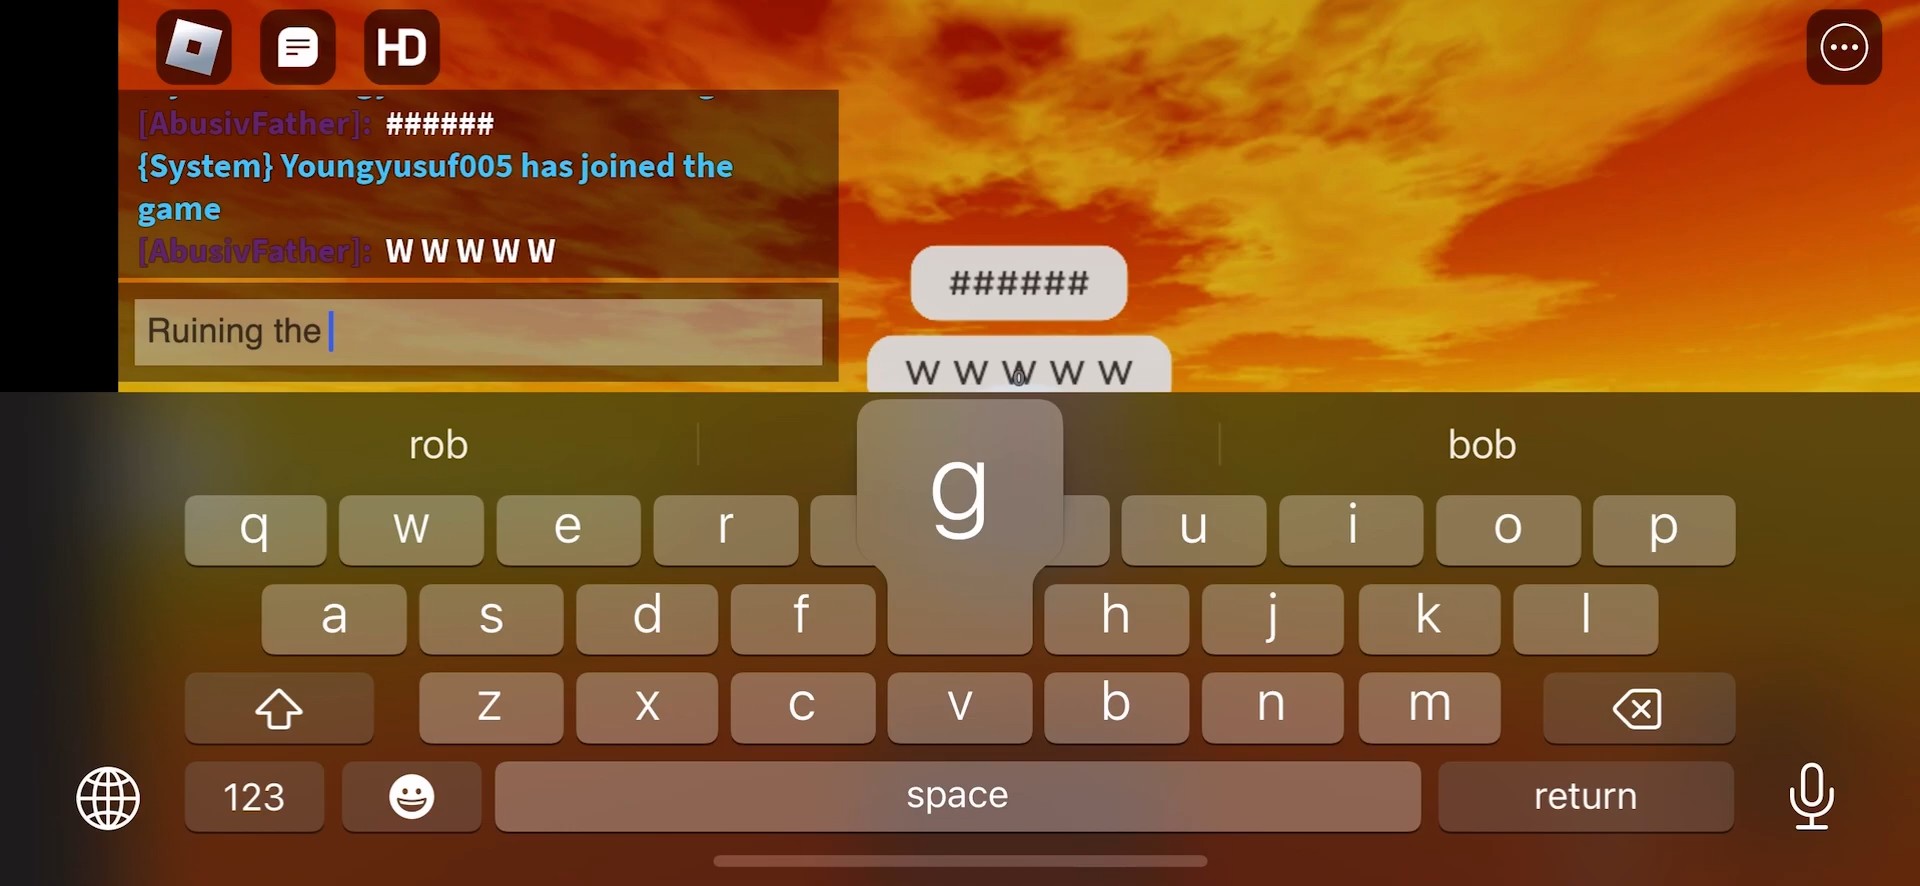 HD
[AbusivFather]: ######
{System} Youngyusuf005 has joined the
game
[AbusivFather]: W W W W W
Ruining the
######
W W W W W
rob
bob
g
q w e r u i o p
a s d f h j k l
z x c v b n m
123 space return